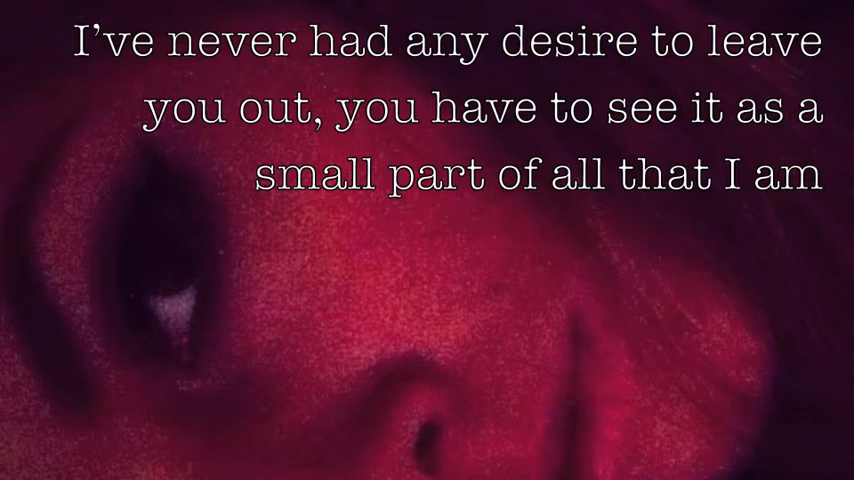 I’ve never had any desire to leave
you out, you have to see it as a
small part of all that I am